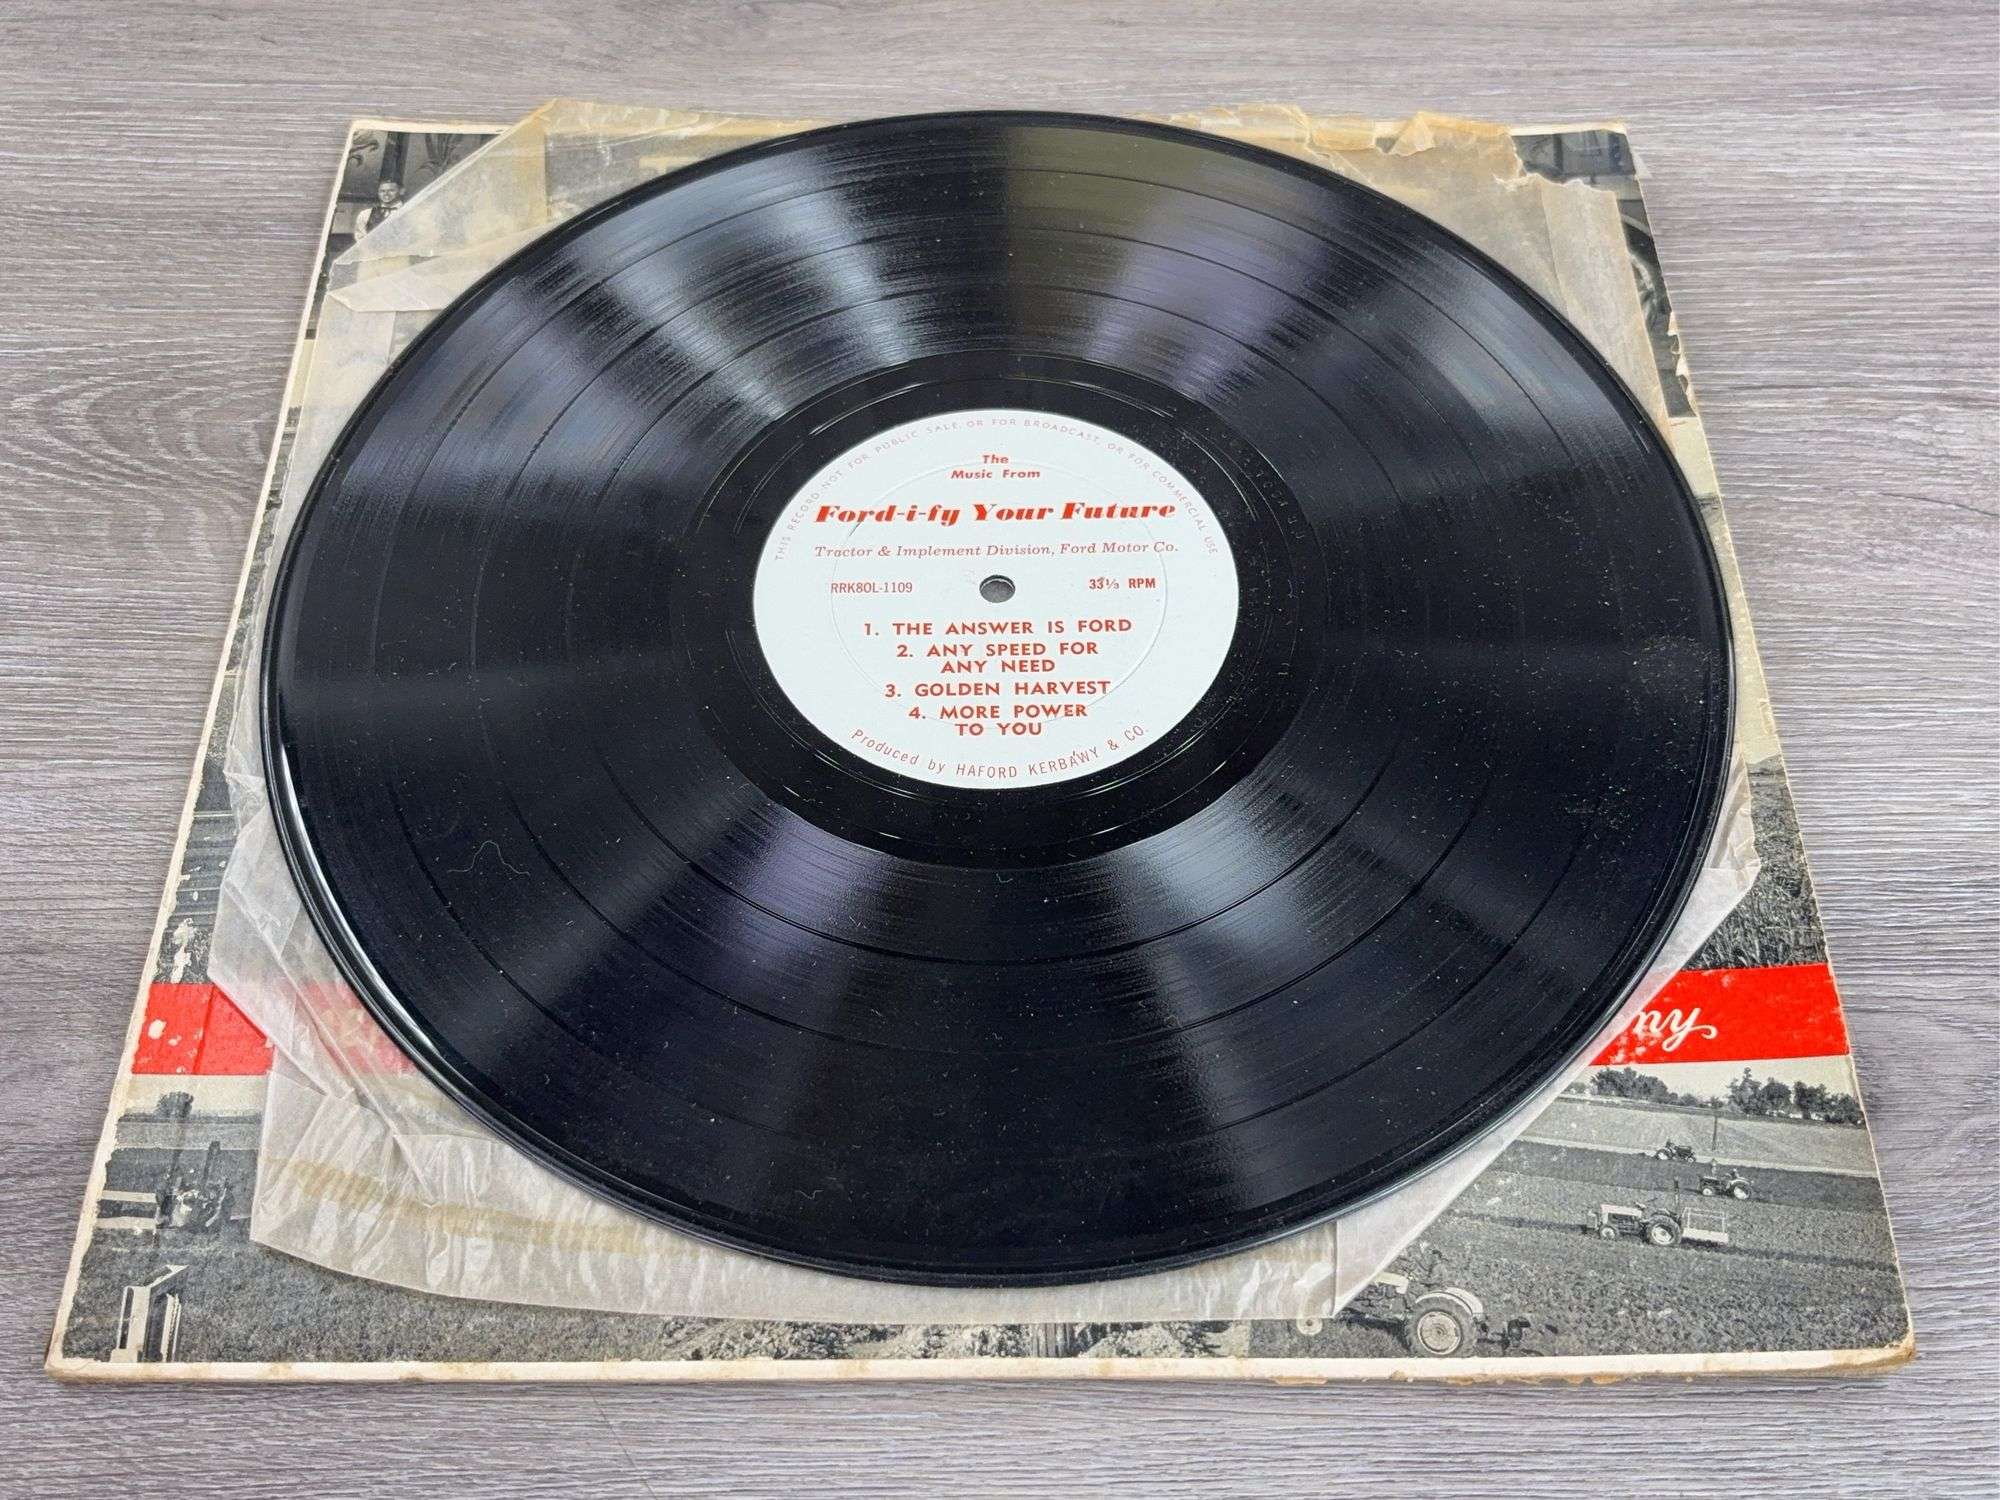 THIS RECORD NOT FOR PUBLIC SALE, OR FOR BROADCAST, OR FOR COMMERCIAL USE
The
Music From
Ford-i-fy Your Future
Tractor & Implement Division, Ford Motor Co.
RRK8OL-1109 33⅓ RPM
1. THE ANSWER IS FORD
2. ANY SPEED FOR
ANY NEED
3. GOLDEN HARVEST
4. MORE POWER
TO YOU
Produced by HAFORD KERBAWY & CO.